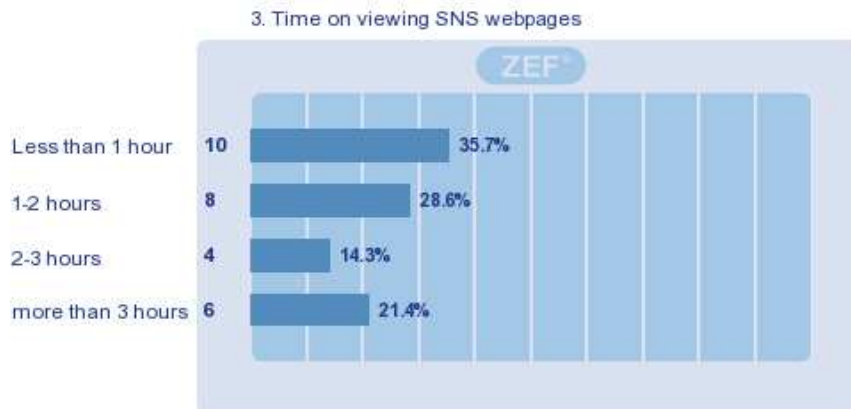 3. Time on viewing SNS webpages
ZEF®
Less than 1 hour 10 35.7%
1-2 hours 8 28.6%
2-3 hours 4 14.3%
more than 3 hours 6 21.4%